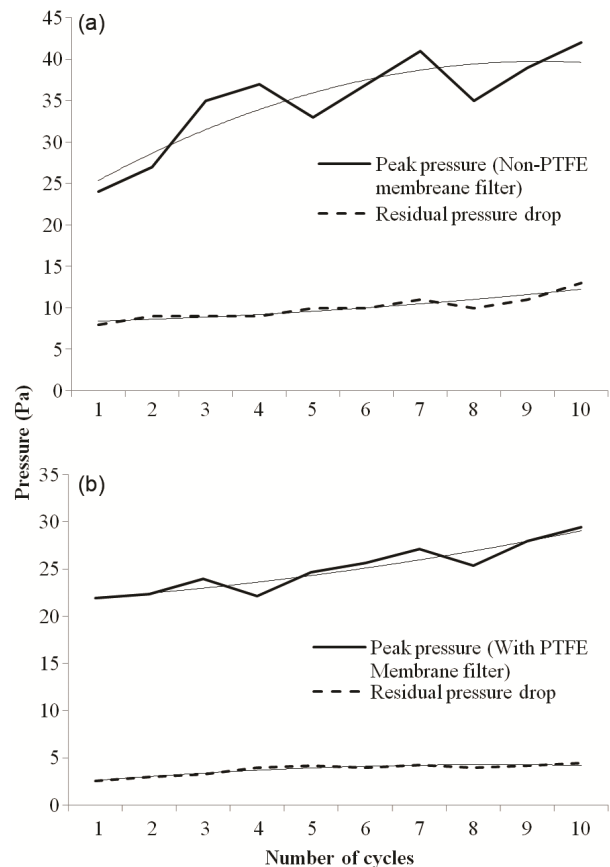 (a)
45
40
35
30
25
20
15
10
5
0
Peak pressure (Non-PTFE
membreane filter)
Residual pressure drop
1 2 3 4 5 6 7 8 9 10
Pressure (Pa)
(b)
35
30
25
20
15
10
5
0
Peak pressure (With PTFE
Membrane filter)
Residual pressure drop
1 2 3 4 5 6 7 8 9 10
Number of cycles